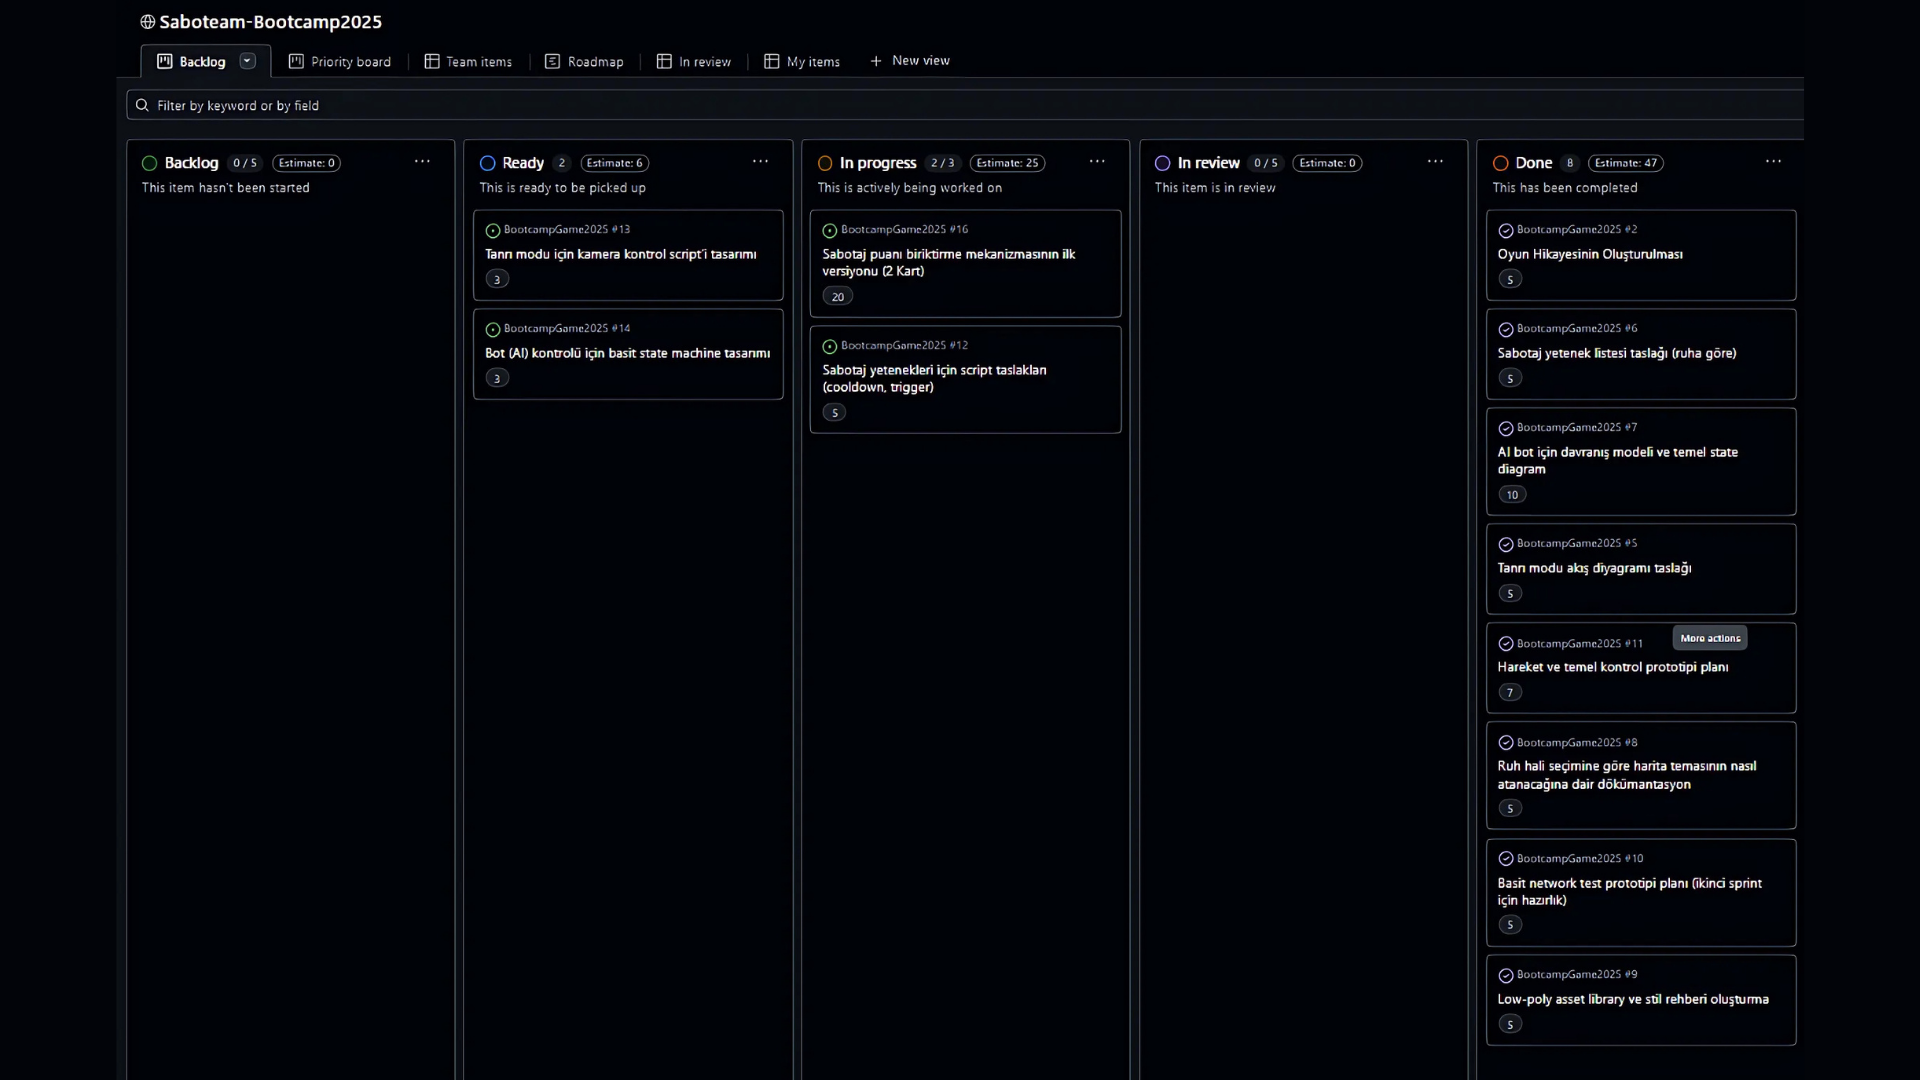 Saboteam-Bootcamp2025
Backlog
Priority board
Team items
Roadmap
In review
My items
New view
Filter by keyword or by field
Backlog 0 / 5 Estimate: 0
This item hasn't been started
Ready 2 Estimate: 6
This is ready to be picked up
BootcampGame2025 #13
Tanrı modu için kamera kontrol script'i tasarımı
3
BootcampGame2025 #14
Bot (AI) kontrolü için basit state machine tasarımı
3
In progress 2 / 3 Estimate: 25
This is actively being worked on
BootcampGame2025 #16
Sabotaj puanı biriktirme mekanizmasının ilk
versiyonu (2 Kart)
20
BootcampGame2025 #12
Sabotaj yetenekleri için script taslakları
(cooldown, trigger)
5
In review 0 / 5 Estimate: 0
This item is in review
Done 8 Estimate: 47
This has been completed
BootcampGame2025 #2
Oyun Hikayesinin Oluşturulması
5
BootcampGame2025 #6
Sabotaj yetenek listesi taslağı (ruha göre)
5
BootcampGame2025 #7
AI bot için davranış modeli ve temel state
diagram
10
BootcampGame2025 #5
Tanrı modu akış diyagramı taslağı
5
BootcampGame2025 #11
More actions
Hareket ve temel kontrol prototipi planı
7
BootcampGame2025 #8
Ruh hali seçimine göre harita temasının nasıl
atanacağına dair dökümantasyon
5
BootcampGame2025 #10
Basit network test prototipi planı (ikinci sprint
için hazırlık)
5
BootcampGame2025 #9
Low-poly asset library ve stil rehberi oluşturma
5